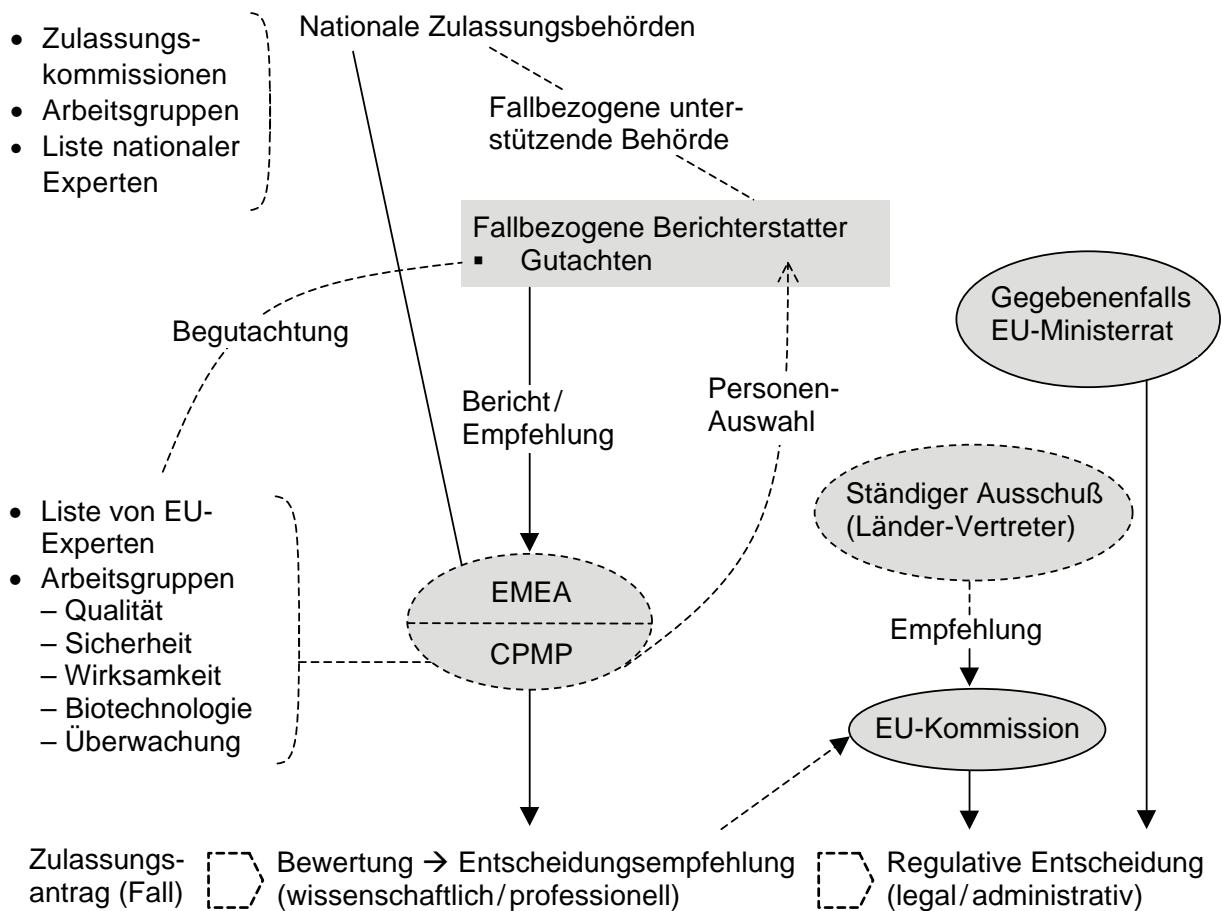 Nationale Zulassungsbehörden
• Zulassungs-
kommissionen
• Arbeitsgruppen
• Liste nationaler
Experten
Fallbezogene unter-
stützende Behörde
Fallbezogene Berichterstatter
▪ Gutachten
Gegebenenfalls
EU-Ministerrat
Begutachtung
Bericht/
Empfehlung
Personen-
Auswahl
Ständiger Ausschuß
(Länder-Vertreter)
• Liste von EU-
Experten
• Arbeitsgruppen
– Qualität
– Sicherheit
– Wirksamkeit
– Biotechnologie
– Überwachung
EMEA
CPMP
Empfehlung
EU-Kommission
Zulassungs-
antrag (Fall)
Bewertung → Entscheidungsempfehlung
(wissenschaftlich/professionell)
Regulative Entscheidung
(legal/administrativ)